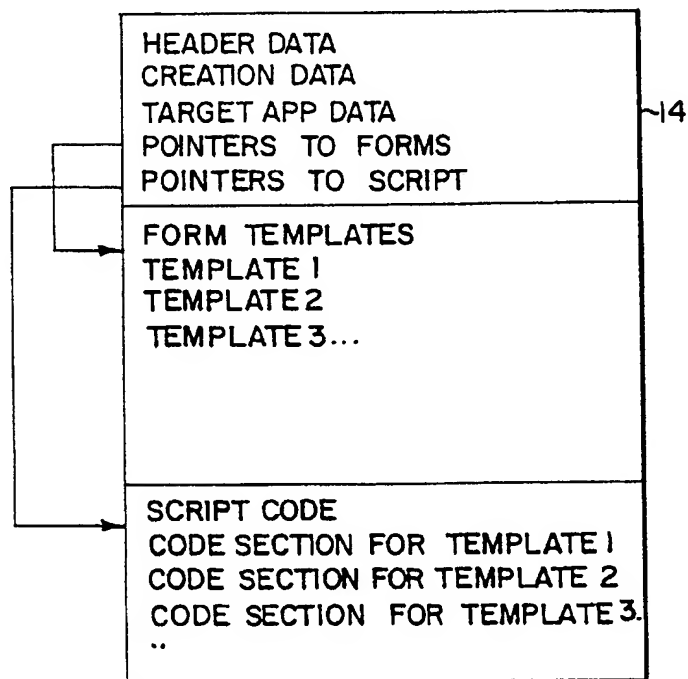 HEADER DATA
CREATION DATA
TARGET APP DATA
14
POINTERS TO FORMS
POINTERS TO SCRIPT
FORM TEMPLATES
TEMPLATE 1
TEMPLATE 2
TEMPLATE 3...
SCRIPT CODE
CODE SECTION FOR TEMPLATE 1
CODE SECTION FOR TEMPLATE 2
CODE SECTION FOR TEMPLATE 3.
..